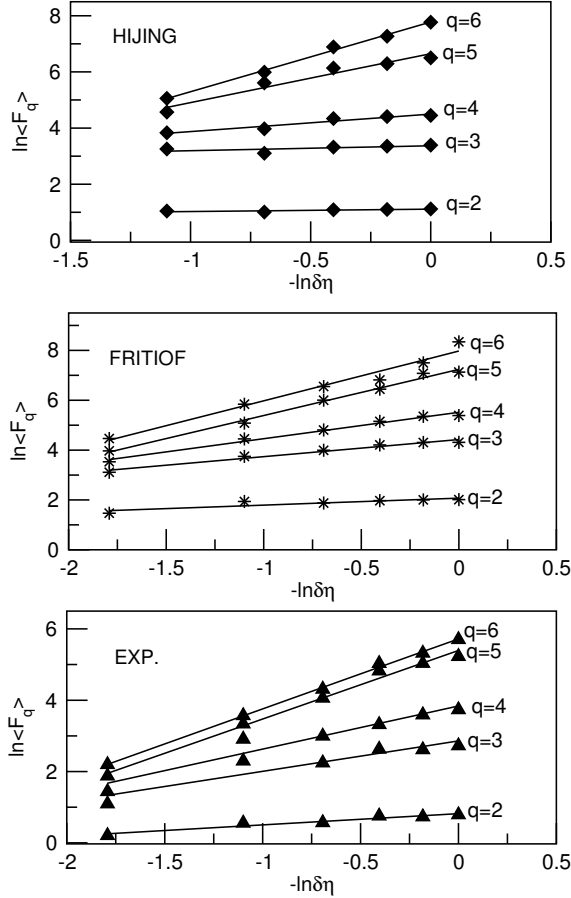 8
HIJING
q=6
6
q=5
ln<F_q>
4
q=4
q=3
2
q=2
0
-1.5
-1
-0.5
0
0.5
-lnδη
8
FRITIOF
q=6
q=5
6
ln<F_q>
q=4
4
q=3
2
q=2
0
-2
-1.5
-1
-0.5
0
0.5
-lnδη
6
EXP.
q=6
q=5
ln<F_q>
4
q=4
q=3
2
q=2
0
-2
-1.5
-1
-0.5
0
0.5
-lnδη